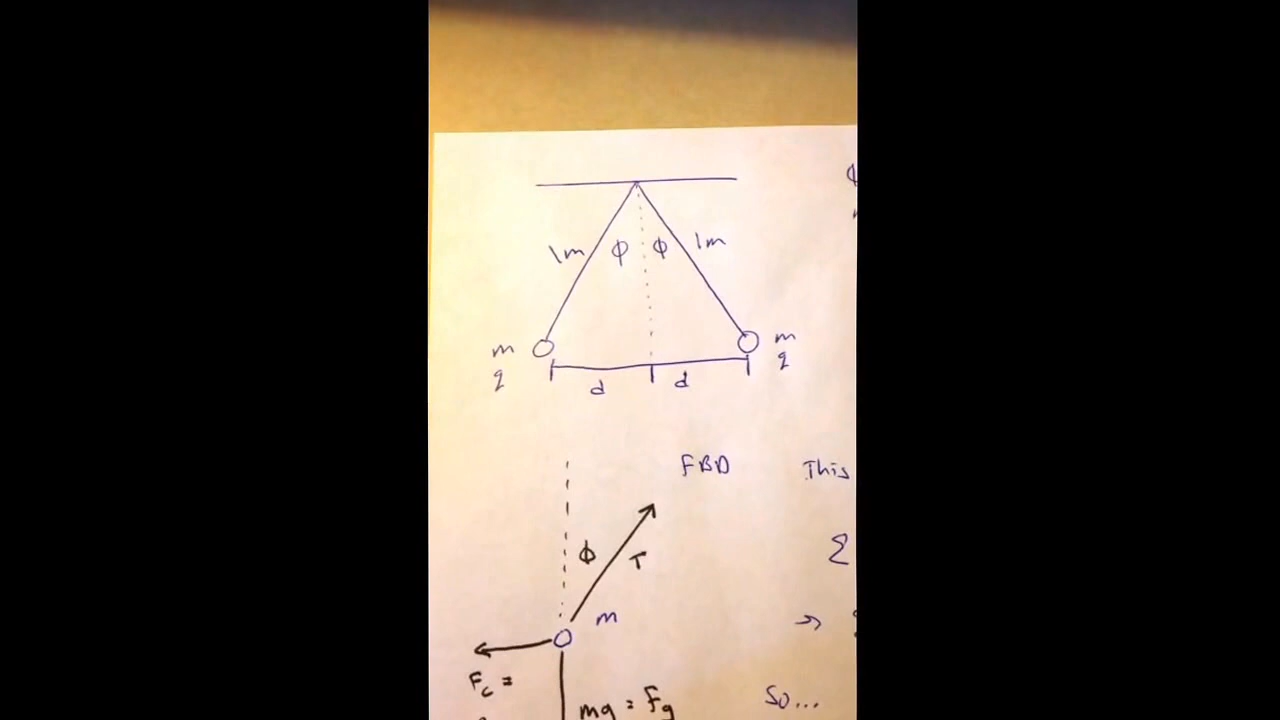 1m φ φ 1m
m m
q q
d d
FBD This
φ T
Σ
m
⇒
F_c =
mg = F_g So...